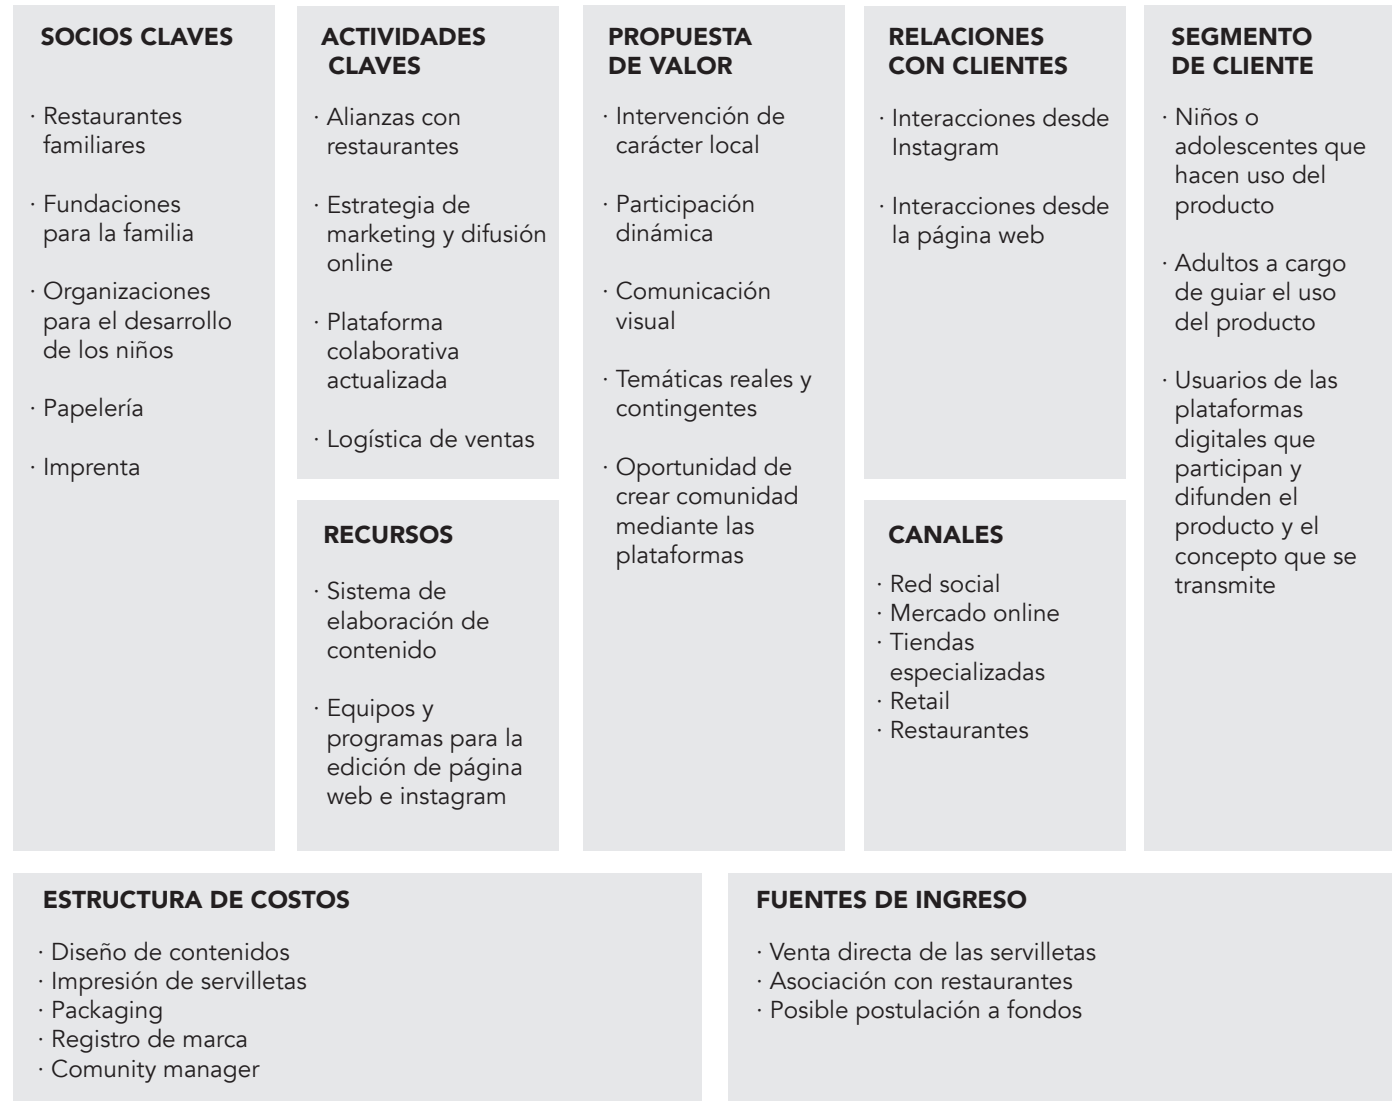 SOCIOS CLAVES
· Restaurantes
familiares
· Fundaciones
para la familia
· Organizaciones
para el desarrollo
de los niños
· Papelería
· Imprenta
ACTIVIDADES
CLAVES
· Alianzas con
restaurantes
· Estrategia de
marketing y difusión
online
· Plataforma
colaborativa
actualizada
· Logística de ventas
RECURSOS
· Sistema de
elaboración de
contenido
· Equipos y
programas para la
edición de página
web e instagram
PROPUESTA
DE VALOR
· Intervención de
carácter local
· Participación
dinámica
· Comunicación
visual
· Temáticas reales y
contingentes
· Oportunidad de
crear comunidad
mediante las
plataformas
RELACIONES
CON CLIENTES
· Interacciones desde
Instagram
· Interacciones desde
la página web
CANALES
· Red social
· Mercado online
· Tiendas
especializadas
· Retail
· Restaurantes
SEGMENTO
DE CLIENTE
· Niños o
adolescentes que
hacen uso del
producto
· Adultos a cargo
de guiar el uso
del producto
· Usuarios de las
plataformas
digitales que
participan y
difunden el
producto y el
concepto que se
transmite
ESTRUCTURA DE COSTOS
· Diseño de contenidos
· Impresión de servilletas
· Packaging
· Registro de marca
· Comunity manager
FUENTES DE INGRESO
· Venta directa de las servilletas
· Asociación con restaurantes
· Posible postulación a fondos